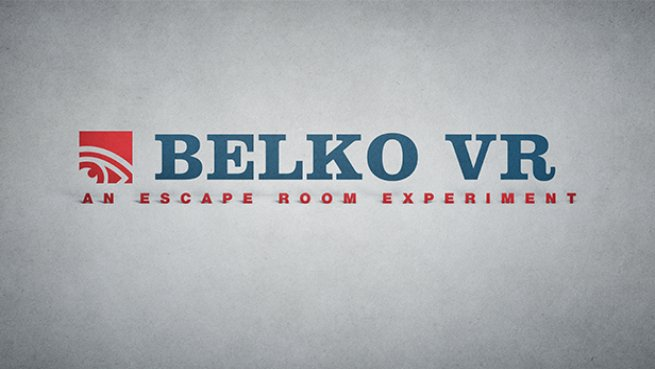 BELKO VR
AN ESCAPE ROOM EXPERIMENT